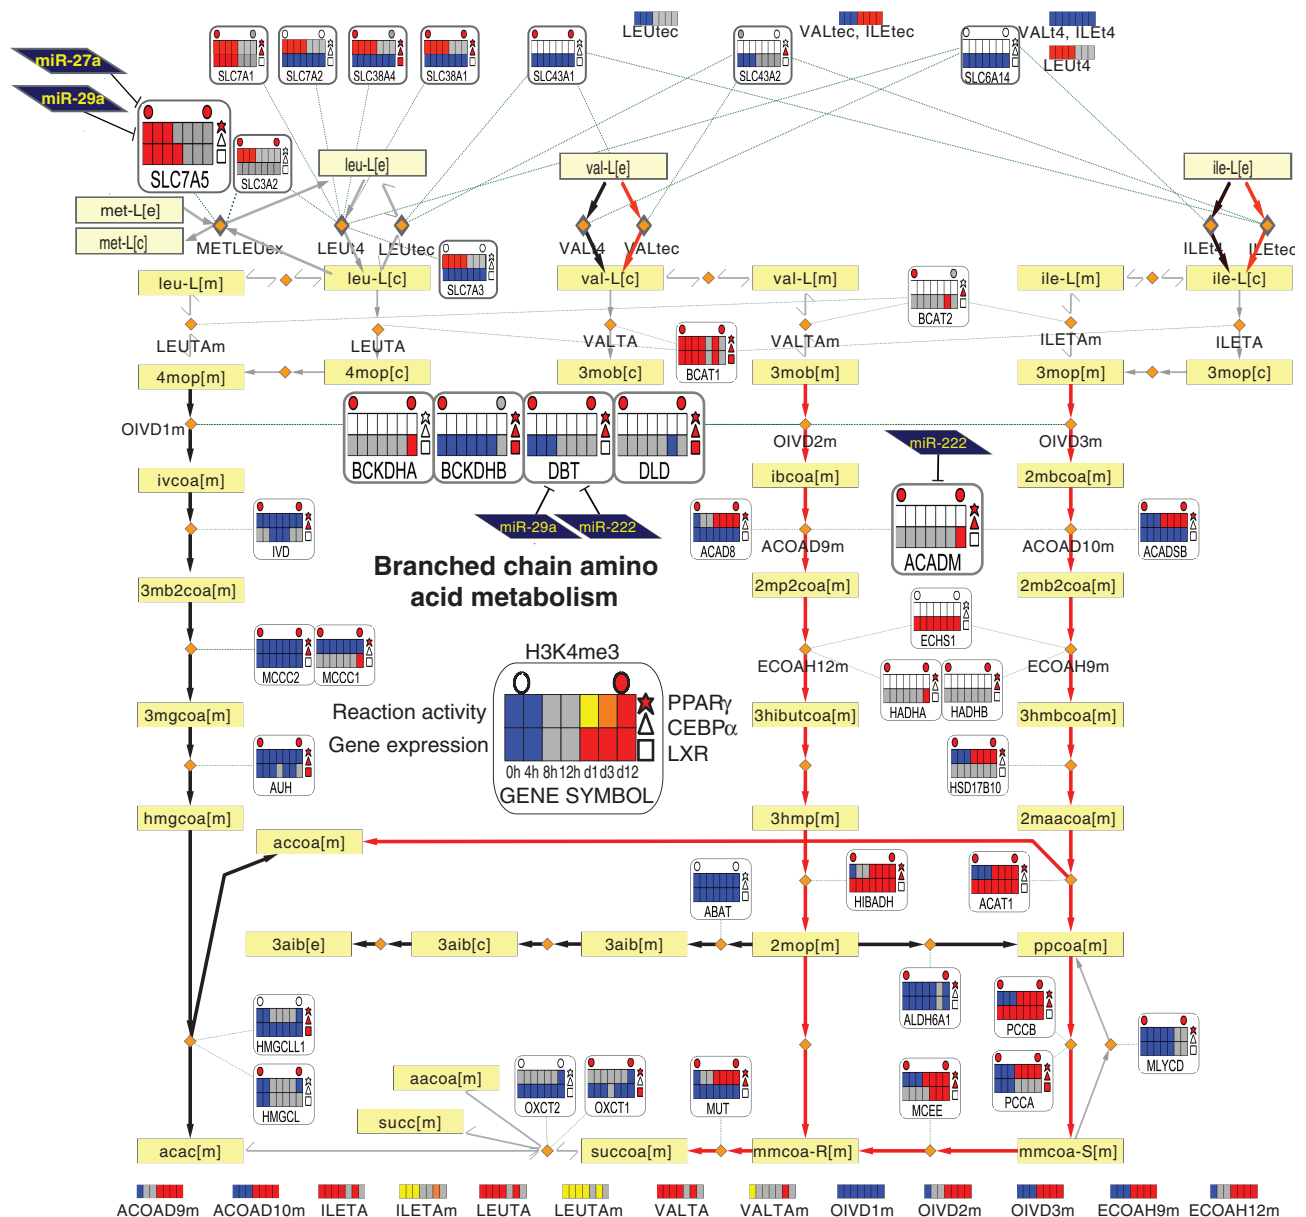 LEUtec
VALtec, ILEtec
VALt4, ILEt4
LEUt4
miR-27a
miR-29a
SLC7A1
SLC7A2
SLC38A4
SLC38A1
SLC43A1
SLC43A2
SLC6A14
SLC7A5
SLC3A2
leu-L[e]
val-L[e]
ile-L[e]
met-L[e]
met-L[c]
METLEUex
LEUt4
LEUtec
VALt4
VALtec
ILEt4
ILEtec
SLC7A3
leu-L[m]
leu-L[c]
val-L[c]
val-L[m]
ile-L[m]
ile-L[c]
BCAT2
LEUTAm
LEUTA
VALTA
VALTAm
ILETAm
ILETA
BCAT1
4mop[m]
4mop[c]
3mob[c]
3mob[m]
3mop[m]
3mop[c]
OIVD1m
OIVD2m
OIVD3m
BCKDHA
BCKDHB
DBT
DLD
miR-222
ivcoa[m]
ibcoa[m]
2mbcoa[m]
miR-29a
miR-222
IVD
ACAD8
ACOAD9m
ACADM
ACOAD10m
ACADSB
Branched chain amino
acid metabolism
3mb2coa[m]
2mp2coa[m]
2mb2coa[m]
ECHS1
MCCC2
MCCC1
ECOAH12m
ECOAH9m
HADHA
HADHB
H3K4me3
Reaction activity
Gene expression
PPARγ
CEBPα
LXR
0h 4h 8h 12h d1 d3 d12
GENE SYMBOL
3mgcoa[m]
3hibutcoa[m]
3hmbcoa[m]
AUH
HSD17B10
hmgcoa[m]
3hmp[m]
2maacoa[m]
accoa[m]
ABAT
HIBADH
ACAT1
3aib[e]
3aib[c]
3aib[m]
2mop[m]
ppcoa[m]
ALDH6A1
PCCB
HMGCLL1
MLYCD
HMGCL
aacoa[m]
succ[m]
OXCT2
OXCT1
MUT
MCEE
PCCA
acac[m]
succoa[m]
mmcoa-R[m]
mmcoa-S[m]
ACOAD9m
ACOAD10m
ILETA
ILETAm
LEUTA
LEUTAm
VALTA
VALTAm
OIVD1m
OIVD2m
OIVD3m
ECOAH9m
ECOAH12m